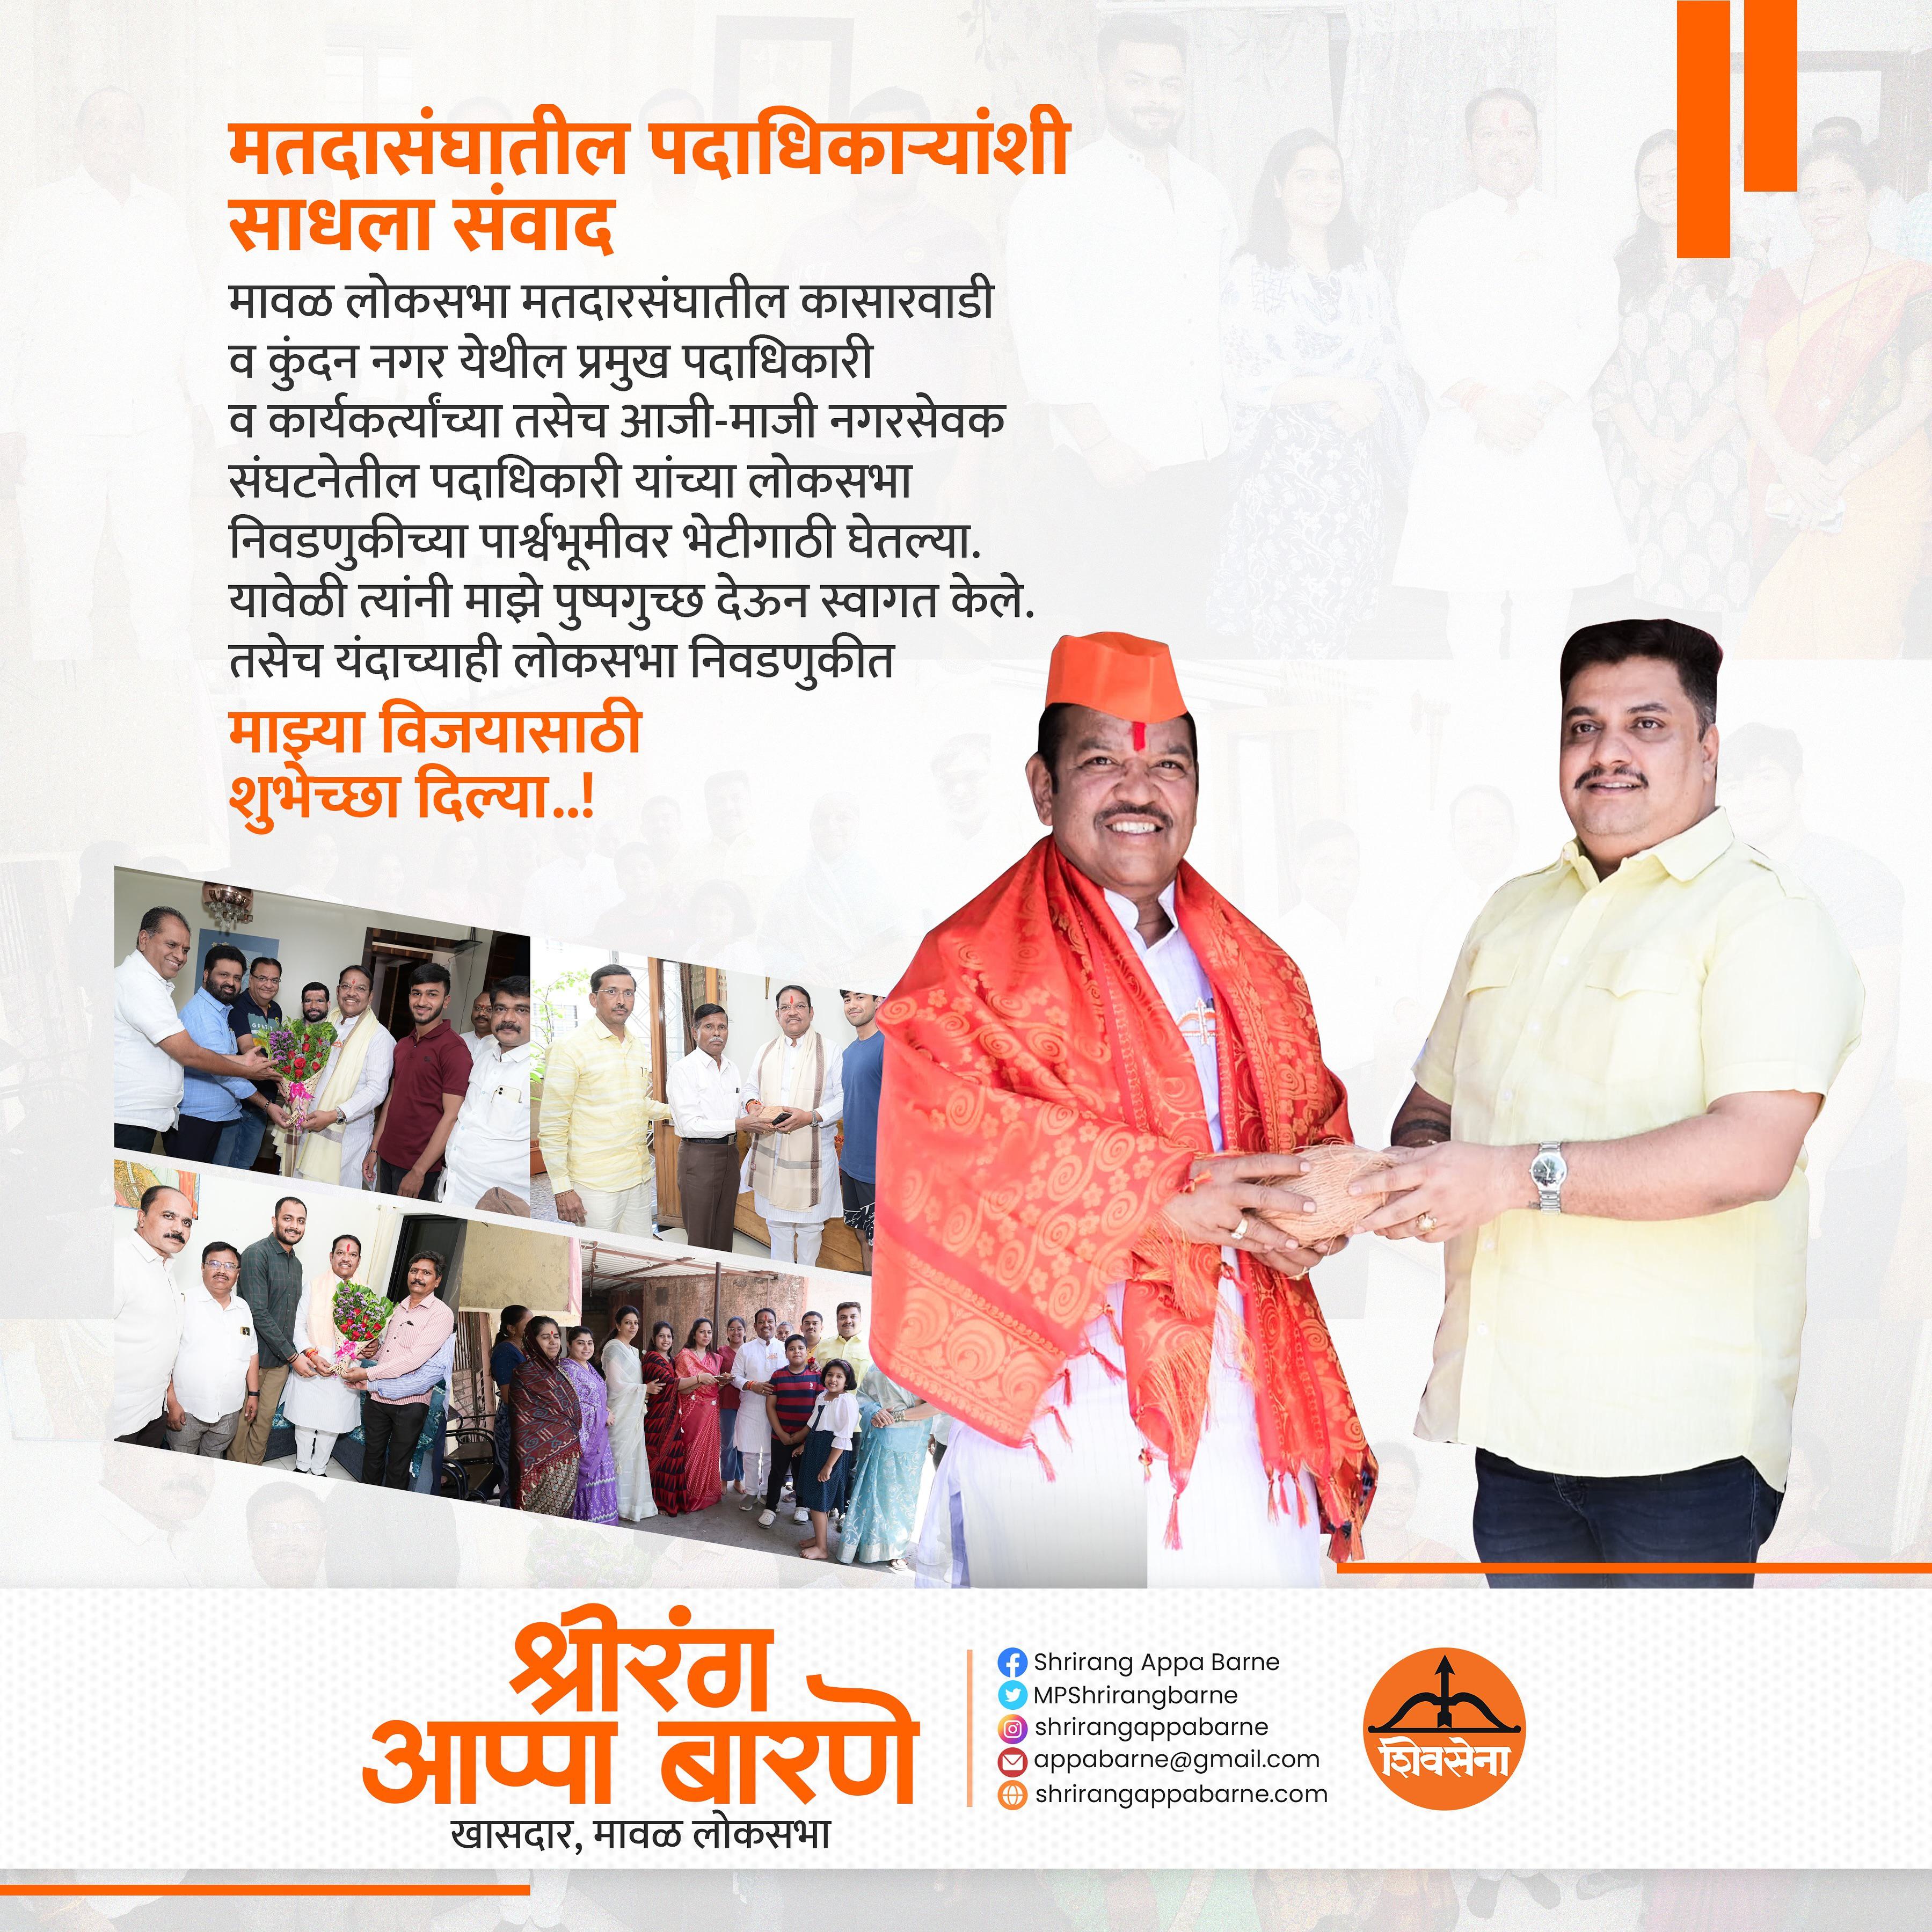 मतदासंघातील पदाधिकाऱ्यांशी
साधला संवाद
मावळ लोकसभा मतदारसंघातील कासारवाडी
व कुंदन नगर येथील प्रमुख पदाधिकारी
व कार्यकर्त्यांच्या तसेच आजी-माजी नगरसेवक
संघटनेतील पदाधिकारी यांच्या लोकसभा
निवडणुकीच्या पार्श्वभूमीवर भेटीगाठी घेतल्या.
यावेळी त्यांनी माझे पुष्पगुच्छ देऊन स्वागत केले.
तसेच यंदाच्याही लोकसभा निवडणुकीत
माझ्या विजयासाठी
शुभेच्छा दिल्या..!
श्रीरंग
आप्पा बारणे
खासदार, मावळ लोकसभा
Shrirang Appa Barne
MPShrirangbarne
shrirangappabarne
appabarne@gmail.com
shrirangappabarne.com
शिवसेना